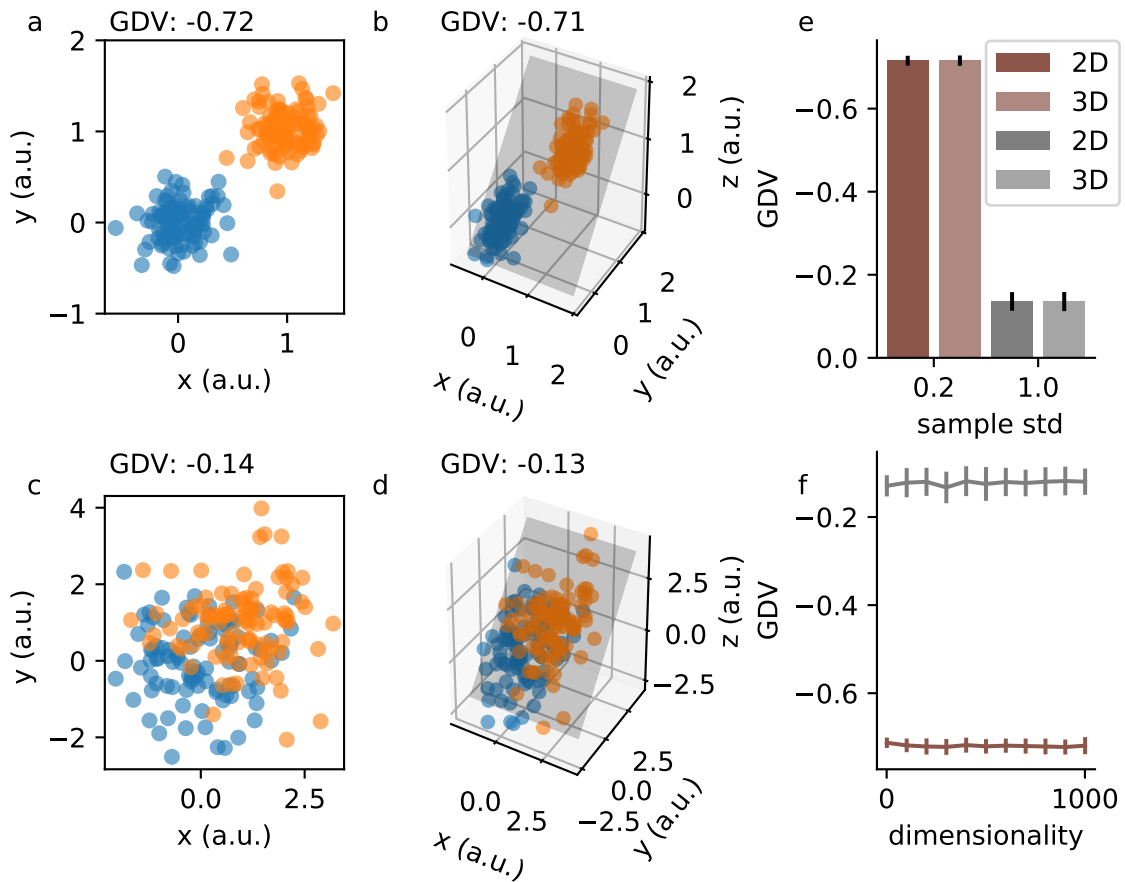 a
GDV: -0.72
2
1
0
−1
y (a.u.)
0
1
x (a.u.)
b
GDV: -0.71
2
1
0
z (a.u.)
2
1
0
y (a.u.)
0
1
2
x (a.u.)
e
−0.6
−0.4
−0.2
0.0
GDV
2D
3D
2D
3D
0.2
1.0
sample std
c
GDV: -0.14
4
2
0
−2
y (a.u.)
0.0
2.5
x (a.u.)
d
GDV: -0.13
2.5
0.0
−2.5
z (a.u.)
2.5
0.0
−2.5
y (a.u.)
0.0
2.5
x (a.u.)
f
−0.2
−0.4
−0.6
GDV
0
1000
dimensionality